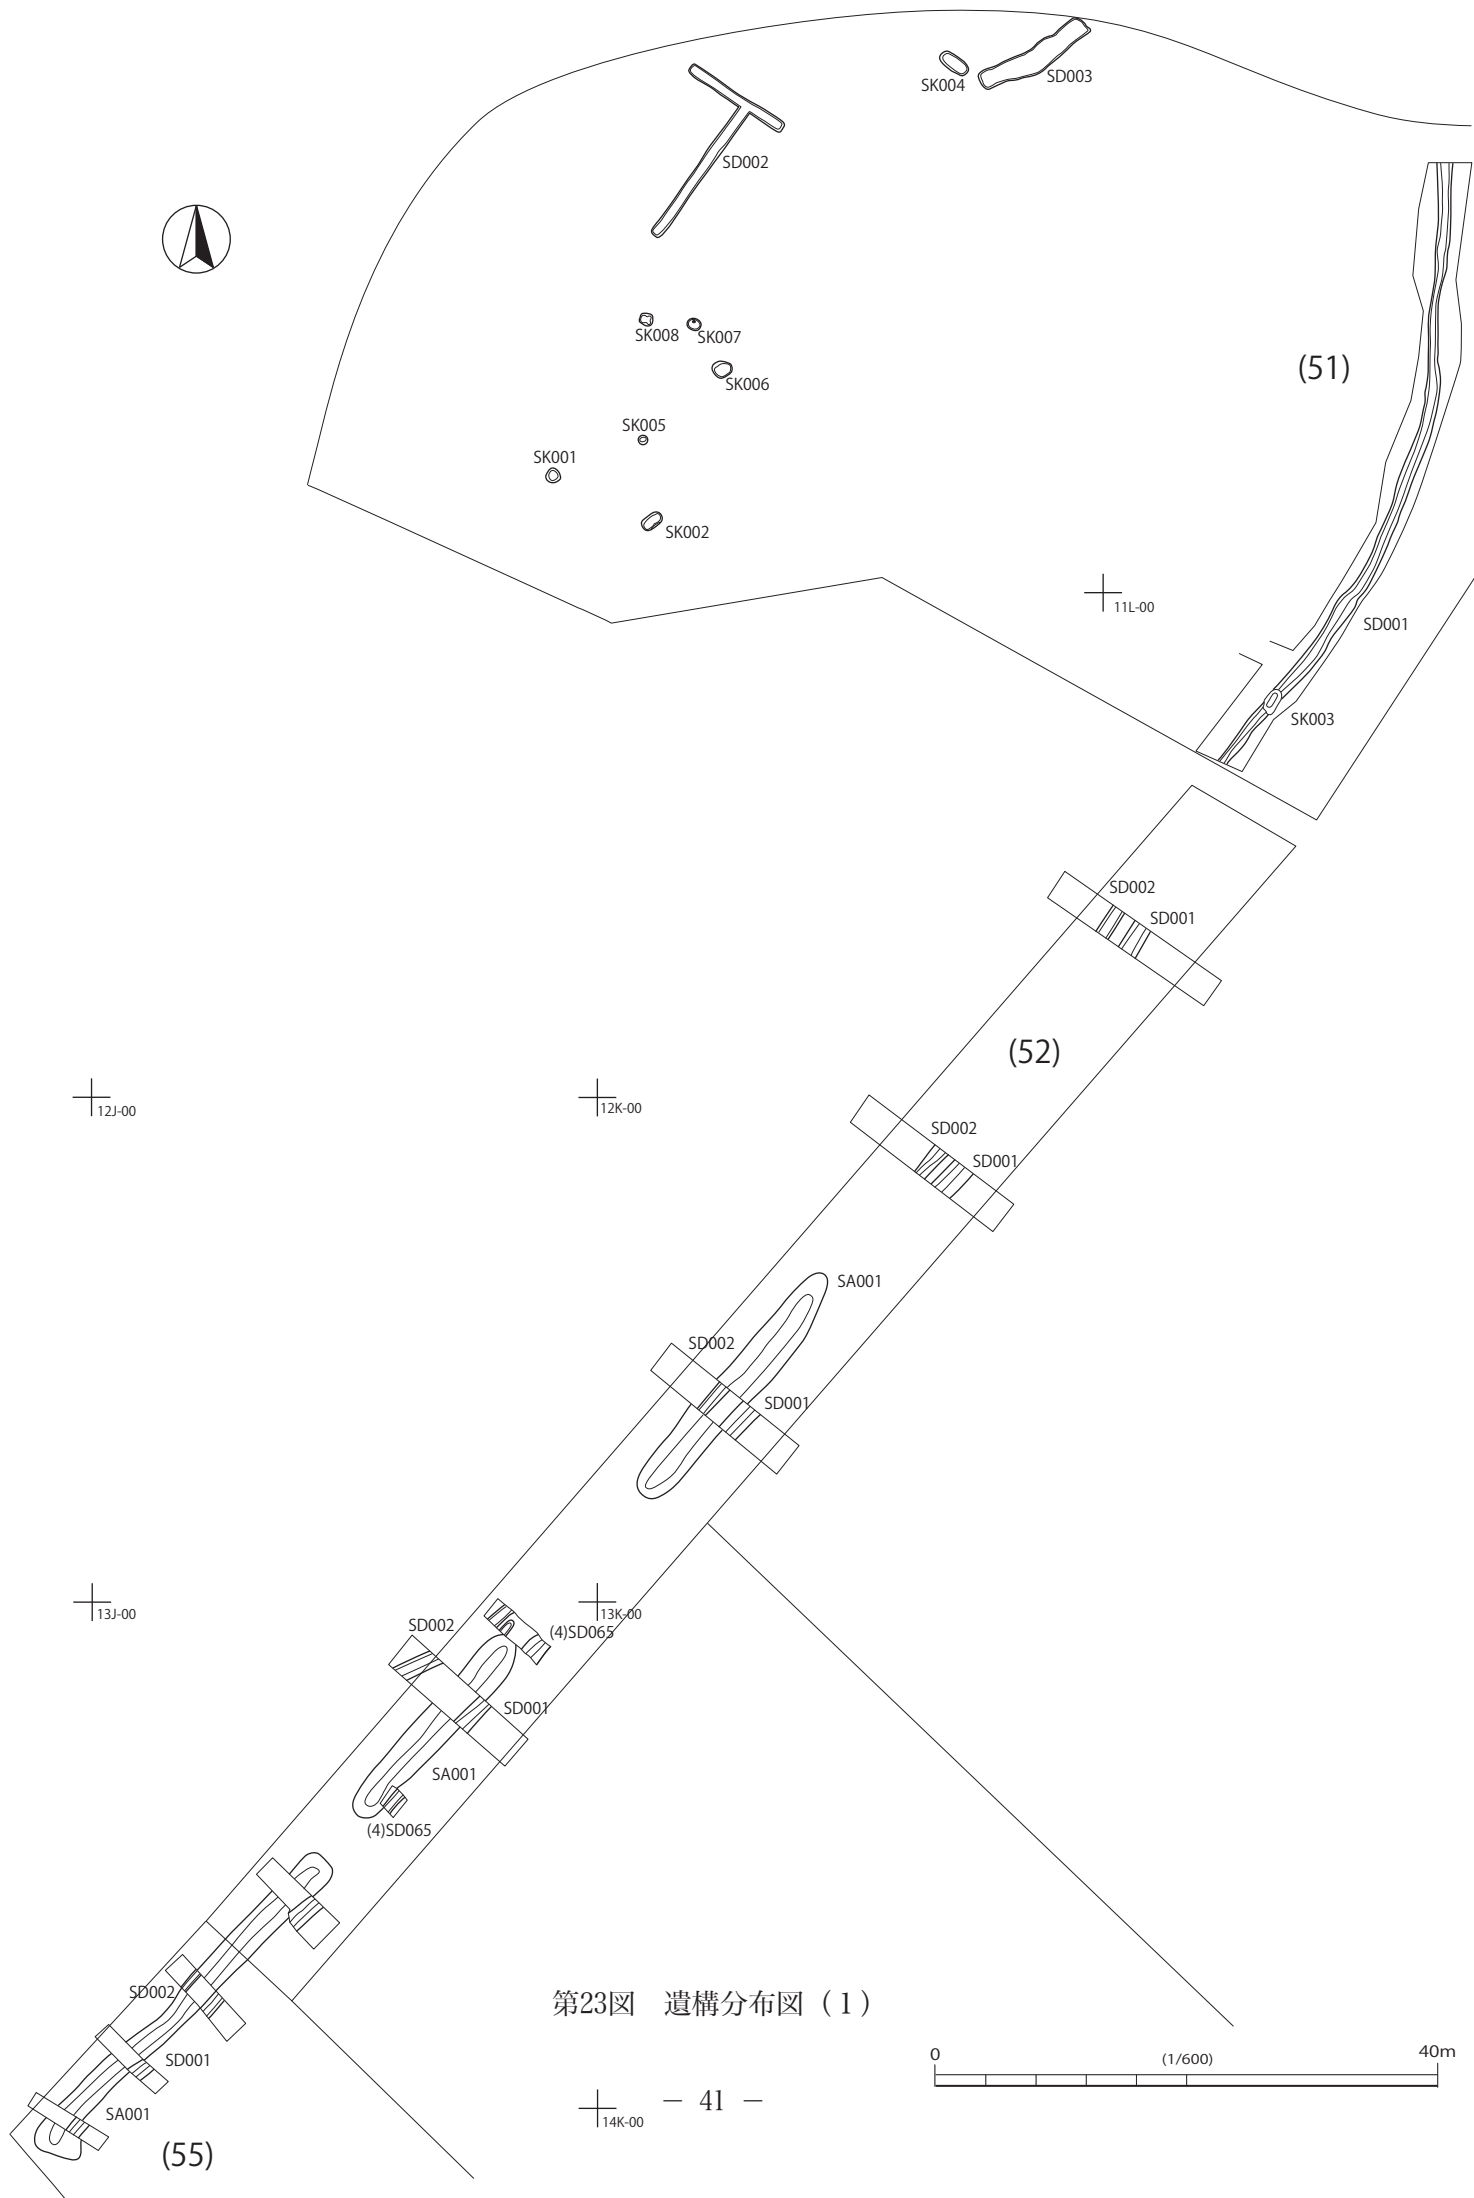 SK004
SD003
SD002
SK008
SK007
(51)
SK006
SK005
SK001
SK002
11L-00
SD001
SK003
SD002
SD001
(52)
12J-00
12K-00
SD002
SD001
SA001
SD002
SD001
13J-00
13K-00
SD002
(4)SD065
SD001
SA001
(4)SD065
SD002
第23図　遺構分布図（1）
SD001
0
(1/600)
40m
SA001
－ 41 －
14K-00
(55)